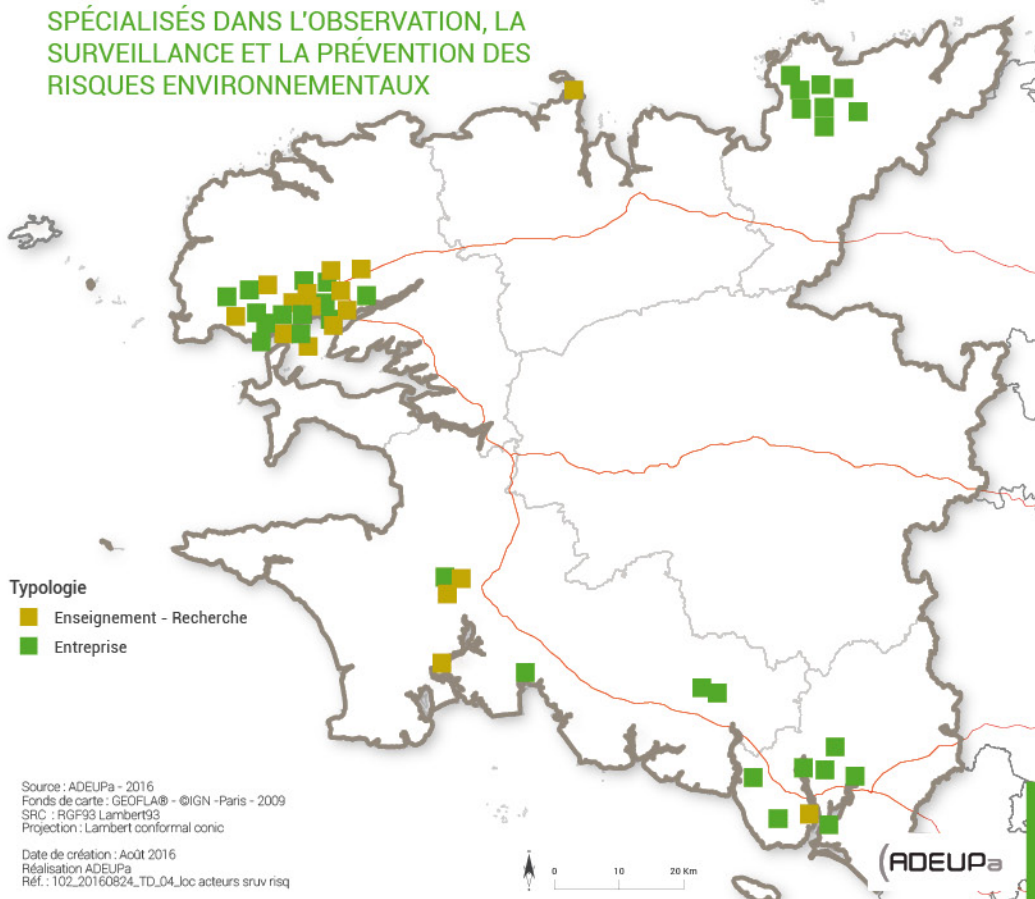 SPÉCIALISÉS DANS L'OBSERVATION, LA
SURVEILLANCE ET LA PRÉVENTION DES
RISQUES ENVIRONNEMENTAUX
Typologie
Enseignement - Recherche
Entreprise
Source : ADEUPa - 2016
Fonds de carte : GEOFLA® - ©IGN -Paris - 2009
SRC : RGF93 Lambert93
Projection : Lambert conformal conic
Date de création : Août 2016
Réalisation ADEUPa
Réf. : 102_20160824_TD_04_loc acteurs sruv risq
0 10 20 Km
ADEUPa